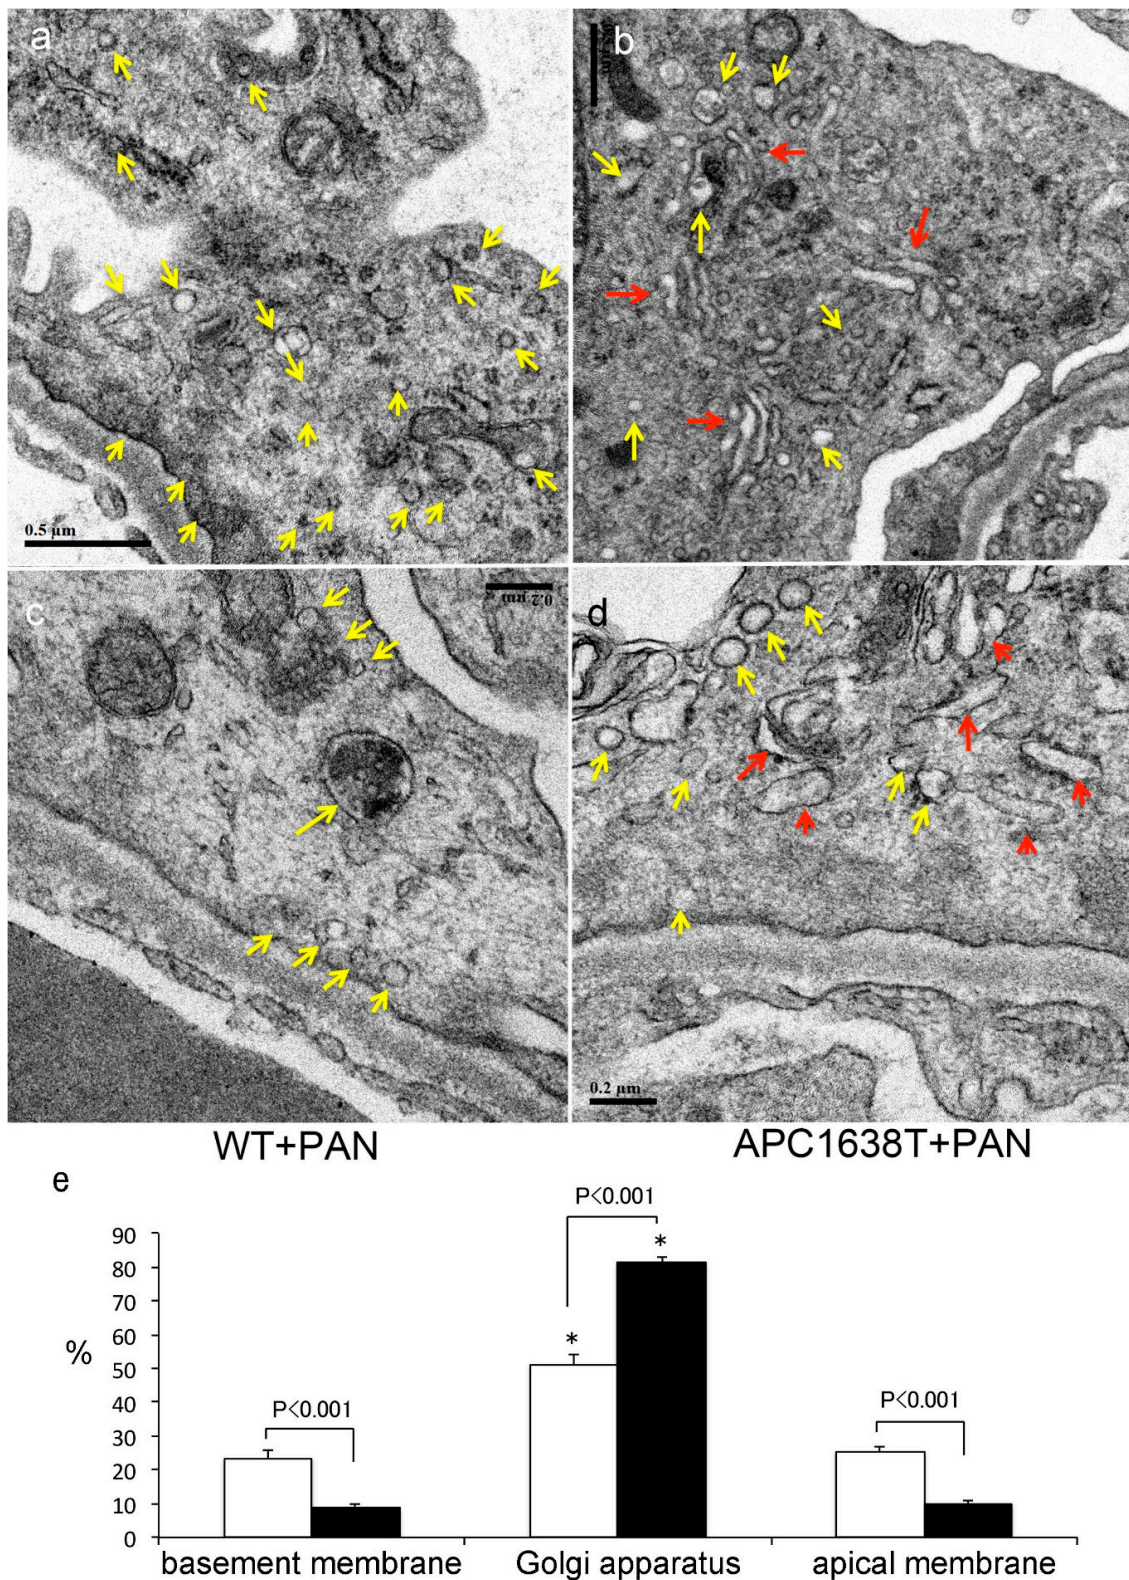 a
b
0.5 µm
c
0.2 µm
d
0.2 µm
WT+PAN
APC1638T+PAN
e
P<0.001
90
80
70
60
50
40
30
20
10
0
%
*
*
P<0.001
P<0.001
basement membrane
Golgi apparatus
apical membrane